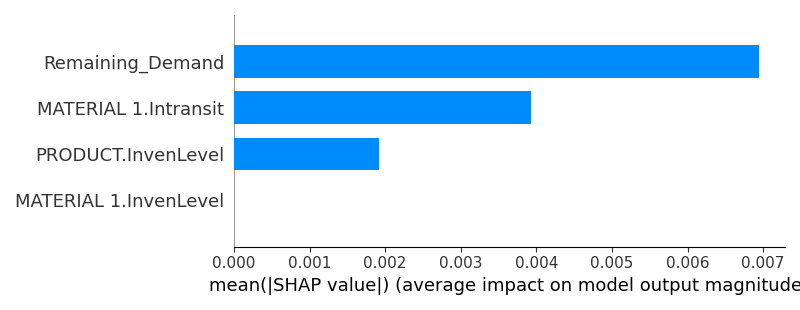 Remaining_Demand
MATERIAL 1.Intransit
PRODUCT.InvenLevel
MATERIAL 1.InvenLevel
0.000 0.001 0.002 0.003 0.004 0.005 0.006 0.007
mean(|SHAP value|) (average impact on model output magnitude